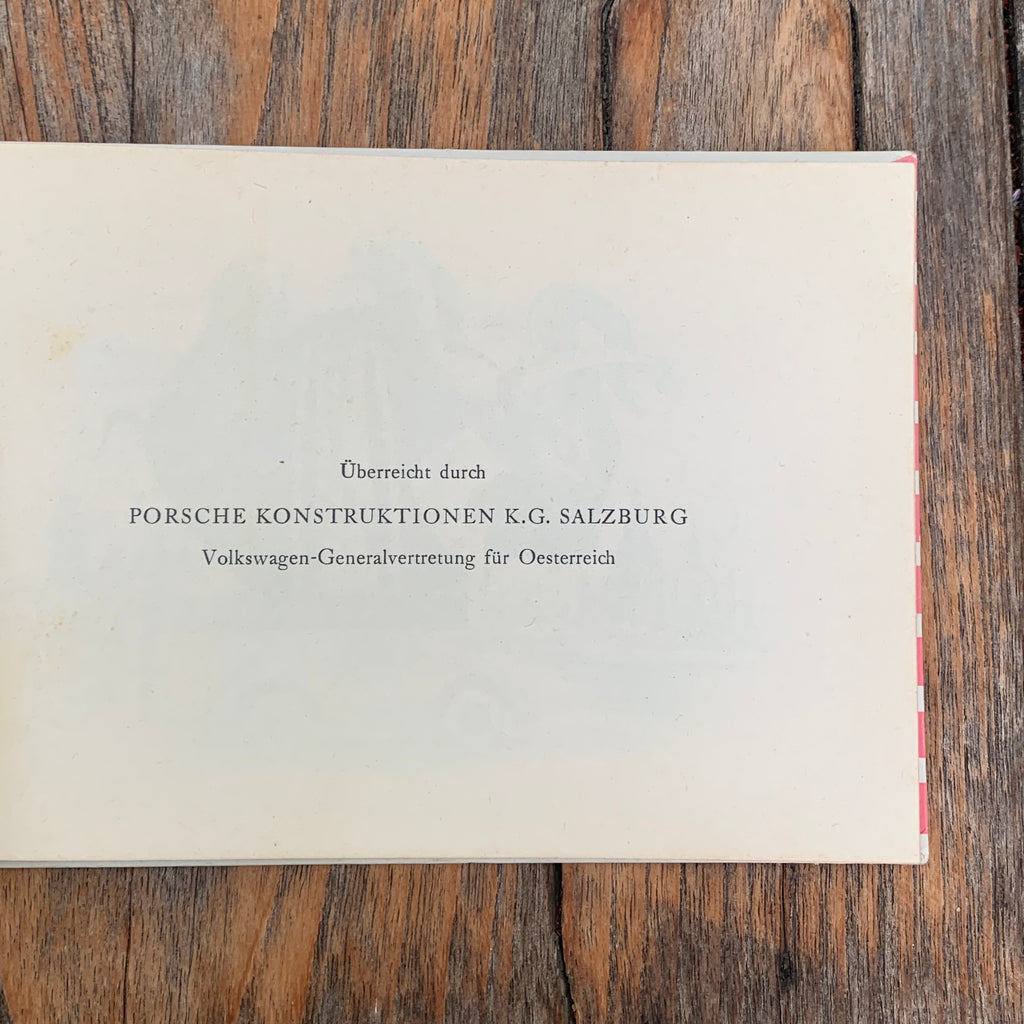 Überreicht durch
PORSCHE KONSTRUKTIONEN K.G. SALZBURG
Volkswagen-Generalvertretung für Oesterreich